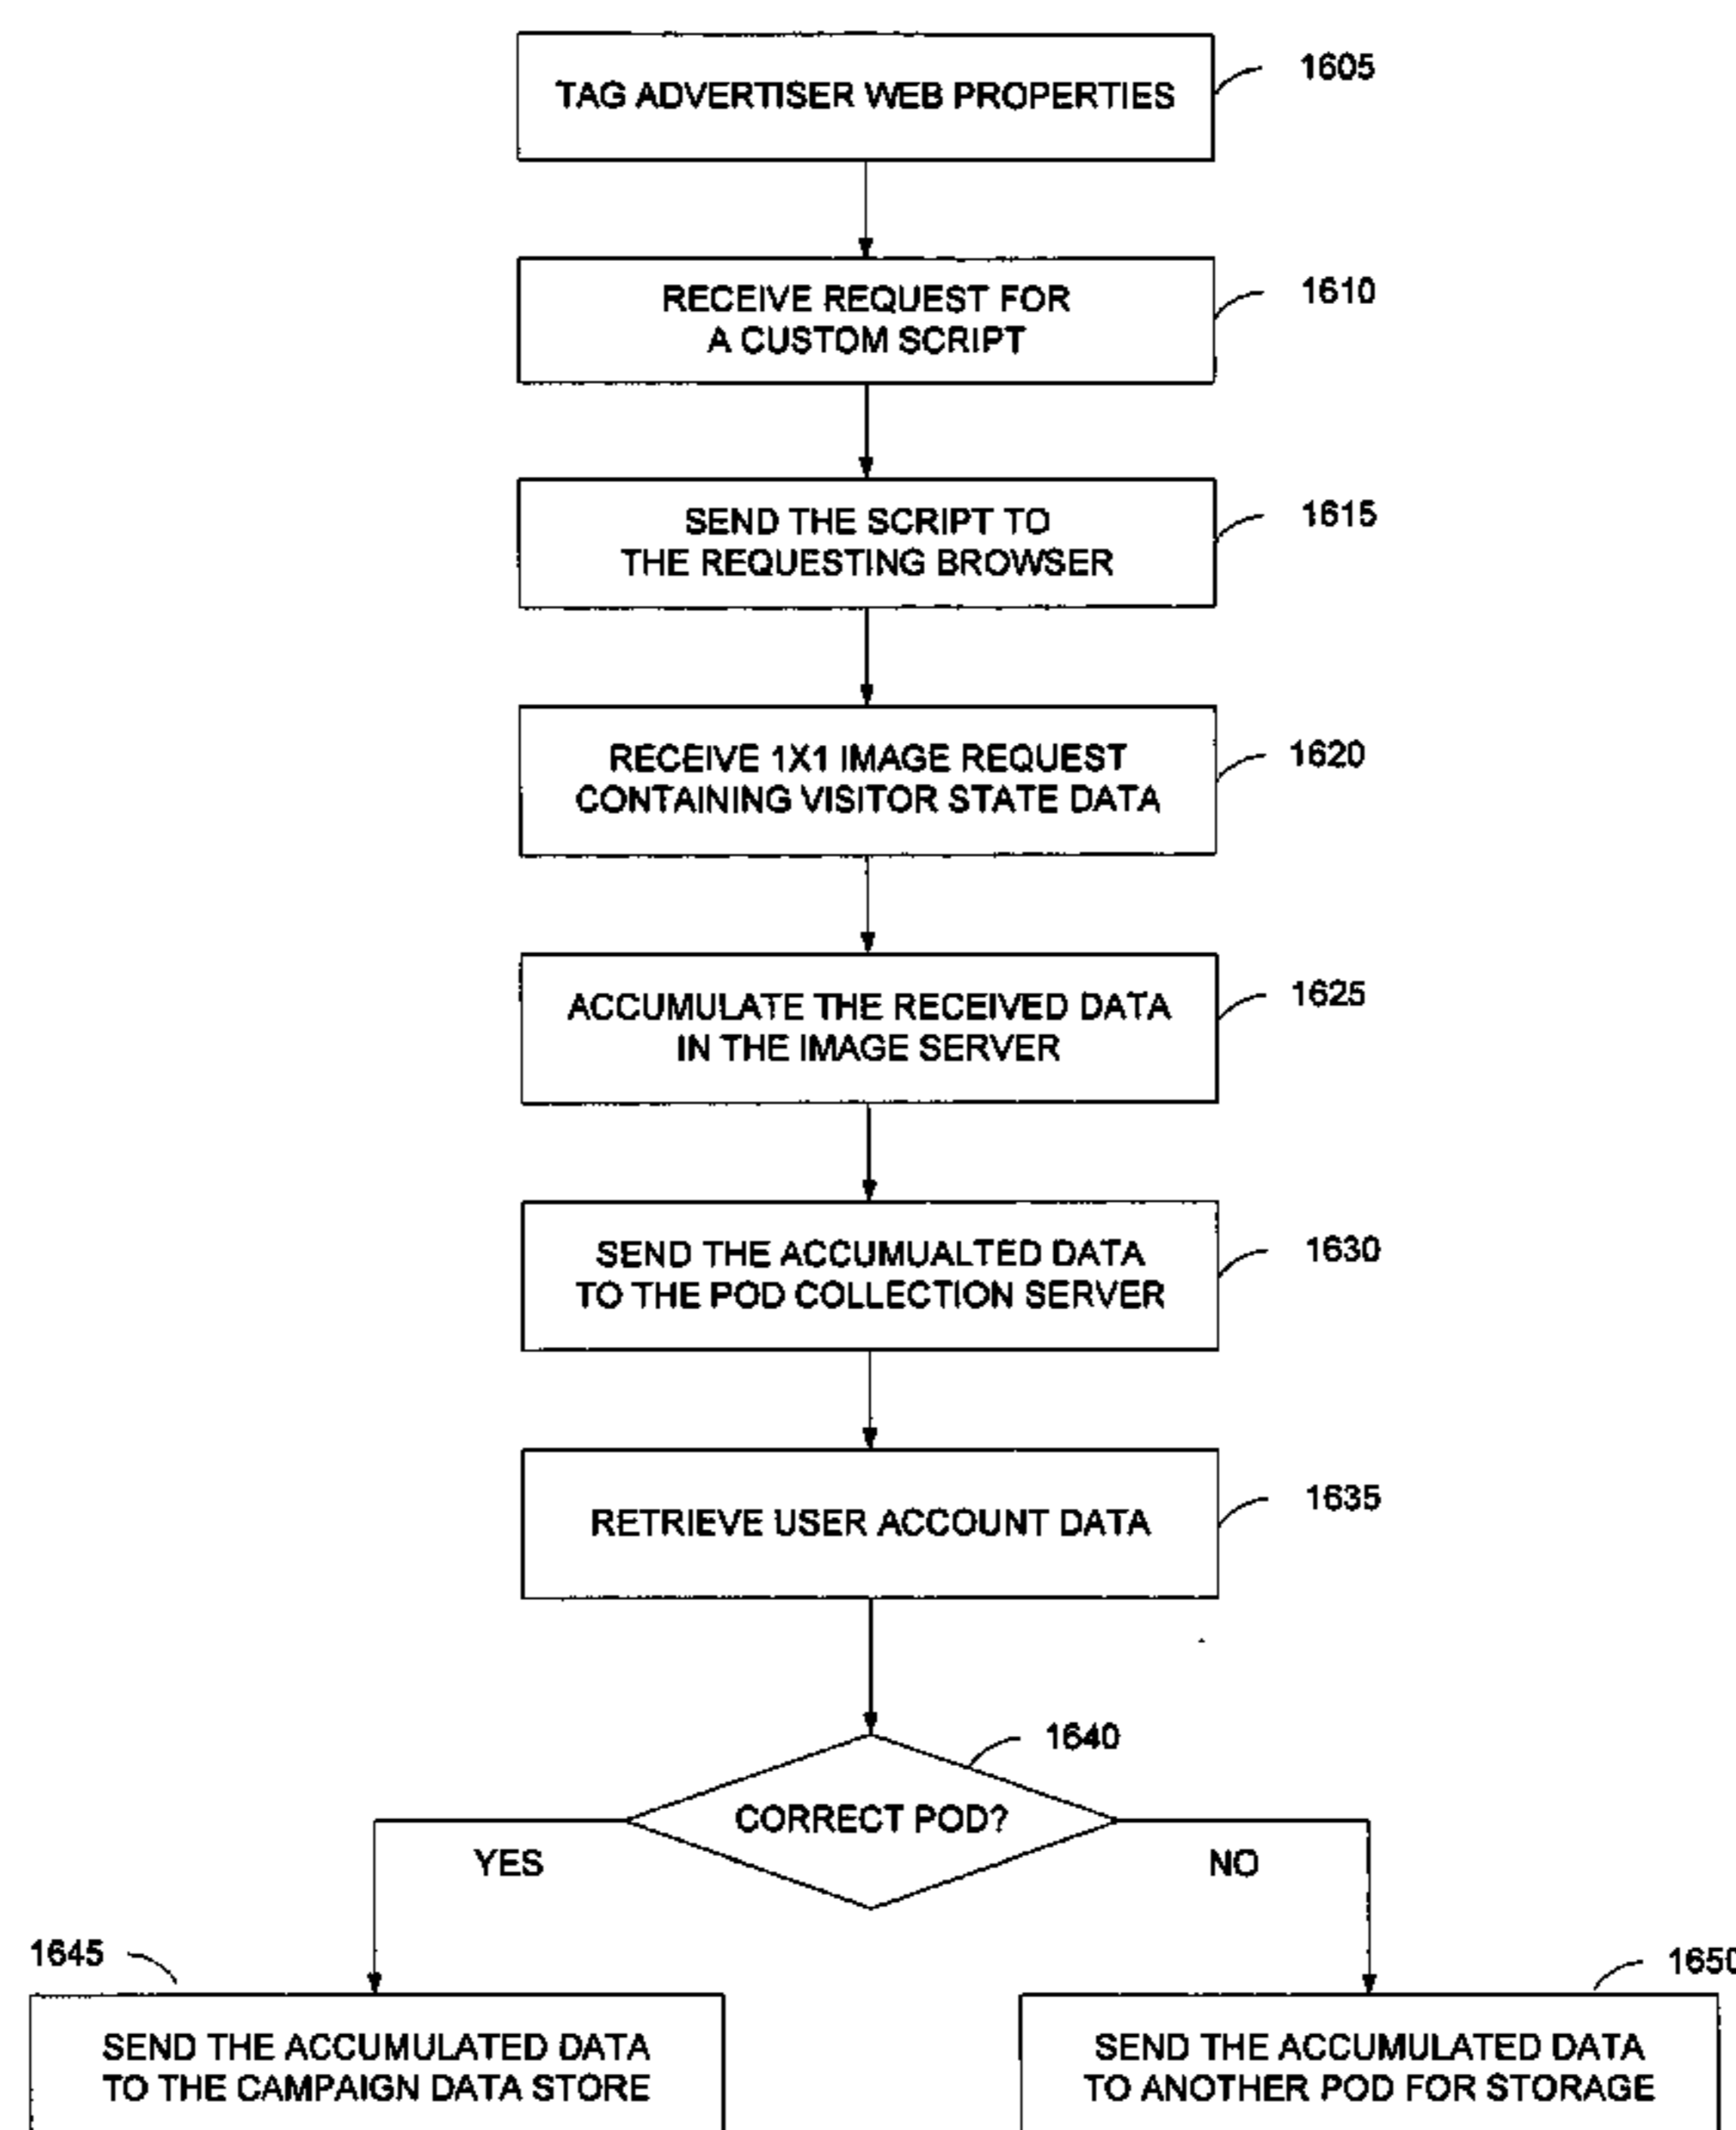 TAG ADVERTISER WEB PROPERTIES
1605
RECEIVE REQUEST FOR
A CUSTOM SCRIPT
1610
SEND THE SCRIPT TO
THE REQUESTING BROWSER
1615
RECEIVE 1X1 IMAGE REQUEST
CONTAINING VISITOR STATE DATA
1620
ACCUMULATE THE RECEIVED DATA
IN THE IMAGE SERVER
1625
SEND THE ACCUMUALTED DATA
TO THE POD COLLECTION SERVER
1630
RETRIEVE USER ACCOUNT DATA
1635
CORRECT POD?
1640
YES
NO
1645
SEND THE ACCUMULATED DATA
TO THE CAMPAIGN DATA STORE
1650
SEND THE ACCUMULATED DATA
TO ANOTHER POD FOR STORAGE